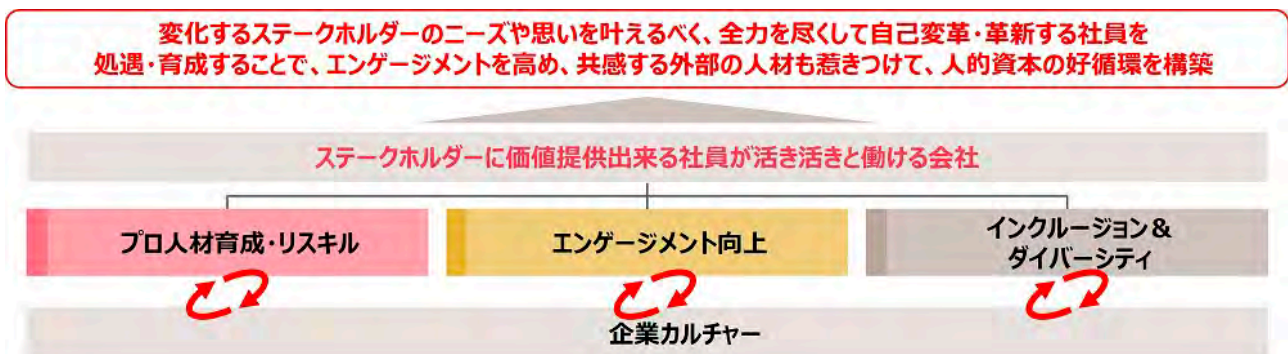 変化するステークホルダーのニーズや思いを叶えるべく、全力を尽くして自己変革・革新する社員を
処遇・育成することで、エンゲージメントを高め、共感する外部の人材も惹きつけて、人的資本の好循環を構築
ステークホルダーに価値提供出来る社員が活き活きと働ける会社
プロ人材育成・リスキル
エンゲージメント向上
インクルージョン&
ダイバーシティ
企業カルチャー